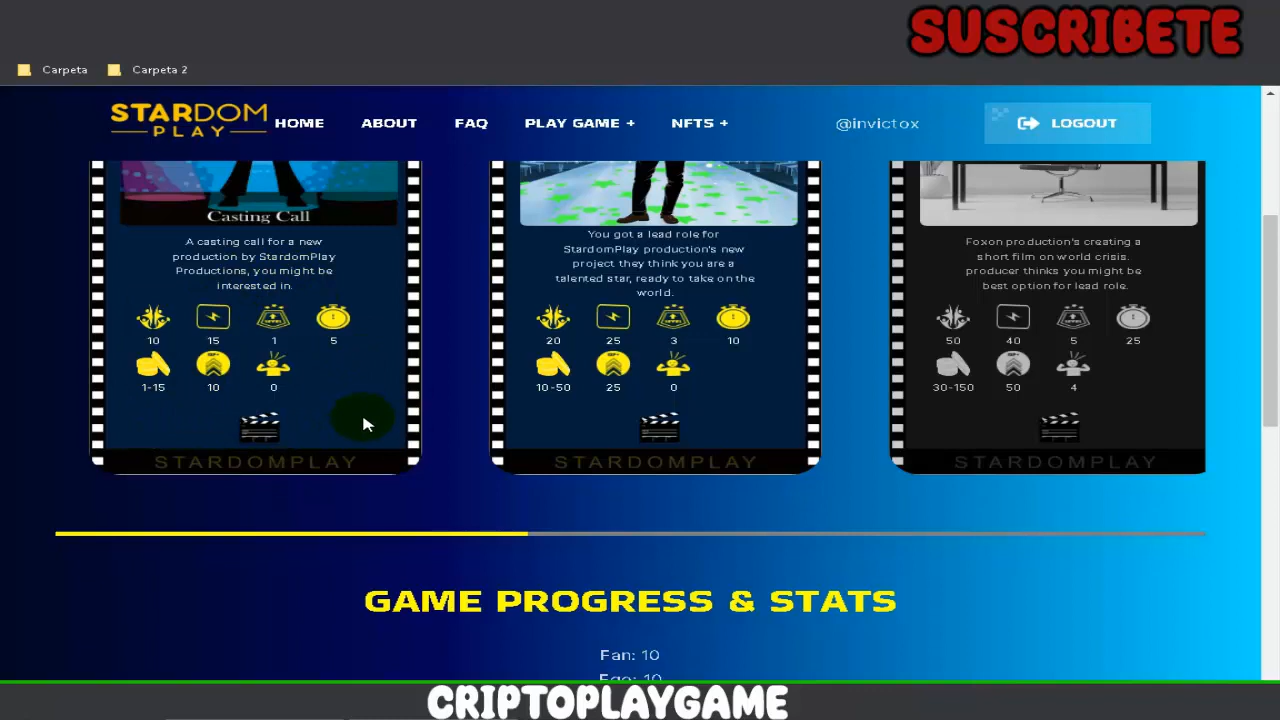 SUSCRIBETE
Carpeta
Carpeta 2
STARDOM
PLAY
HOME
ABOUT
FAQ
PLAY GAME +
NFTS +
@invictox
LOGOUT
Casting Call
A casting call for a new
production by StardomPlay
Productions, you might be
interested in.
10
15
1
5
1-15
10
0
STARDOMPLAY
You got a lead role for
StardomPlay production's new
project they think you are a
talented star, ready to take on the
world.
20
25
3
10
10-50
25
0
STARDOMPLAY
Foxon production's creating a
short film on world crisis.
producer thinks you might be
best option for lead role.
50
40
5
25
30-150
50
4
STARDOMPLAY
GAME PROGRESS & STATS
Fan: 10
Ego: 10
CRIPTOPLAYGAME